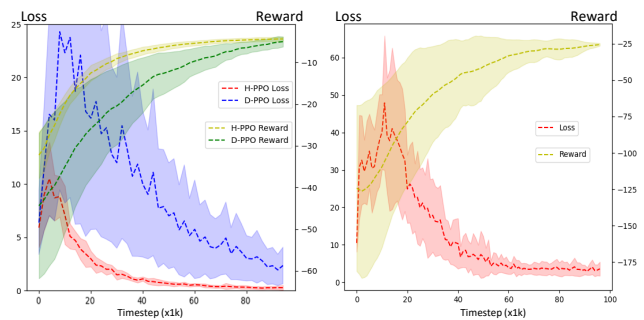 Loss Reward
25
20
15
10
5
0
-10
-20
-30
-40
-50
-60
H-PPO Loss
D-PPO Loss
H-PPO Reward
D-PPO Reward
0 20 40 60 80
Timestep (x1k)
Loss Reward
60
50
40
30
20
10
0
-25
-50
-75
-100
-125
-150
-175
Loss
Reward
0 20 40 60 80 100
Timestep (x1k)